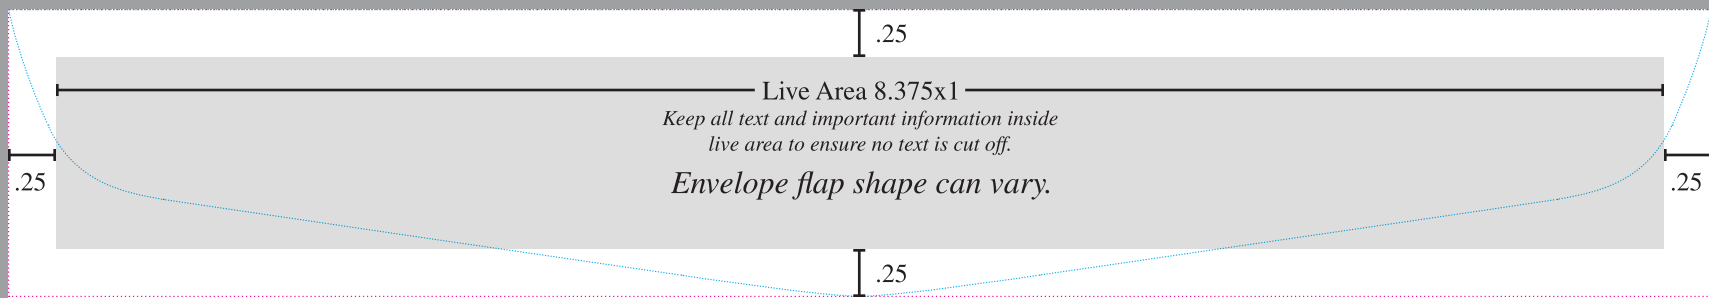 .25
Live Area 8.375x1
Keep all text and important information inside
live area to ensure no text is cut off.
.25
Envelope flap shape can vary.
.25
.25